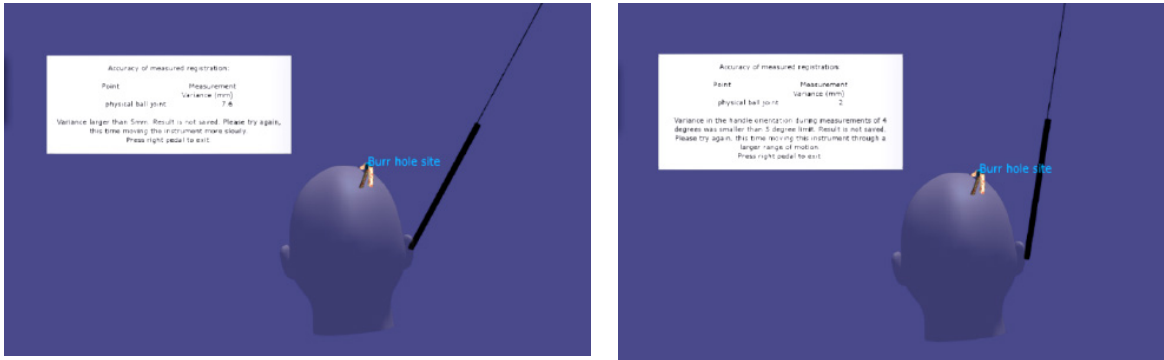 Accuracy of measured registration:
Point Measurement
Variance (mm)
physical ball joint 7.6
Variance larger than 5mm. Result is not saved. Please try again,
this time moving the instrument more slowly.
Press right pedal to exit
Burr hole site
Accuracy of measured registration:
Point Measurement
Variance (mm)
physical ball joint 2
Variance in the handle orientation during measurements of 4
degrees was smaller than 5 degree limit. Result is not saved.
Please try again, this time moving this instrument through a
larger range of motion
Press right pedal to exit
Burr hole site